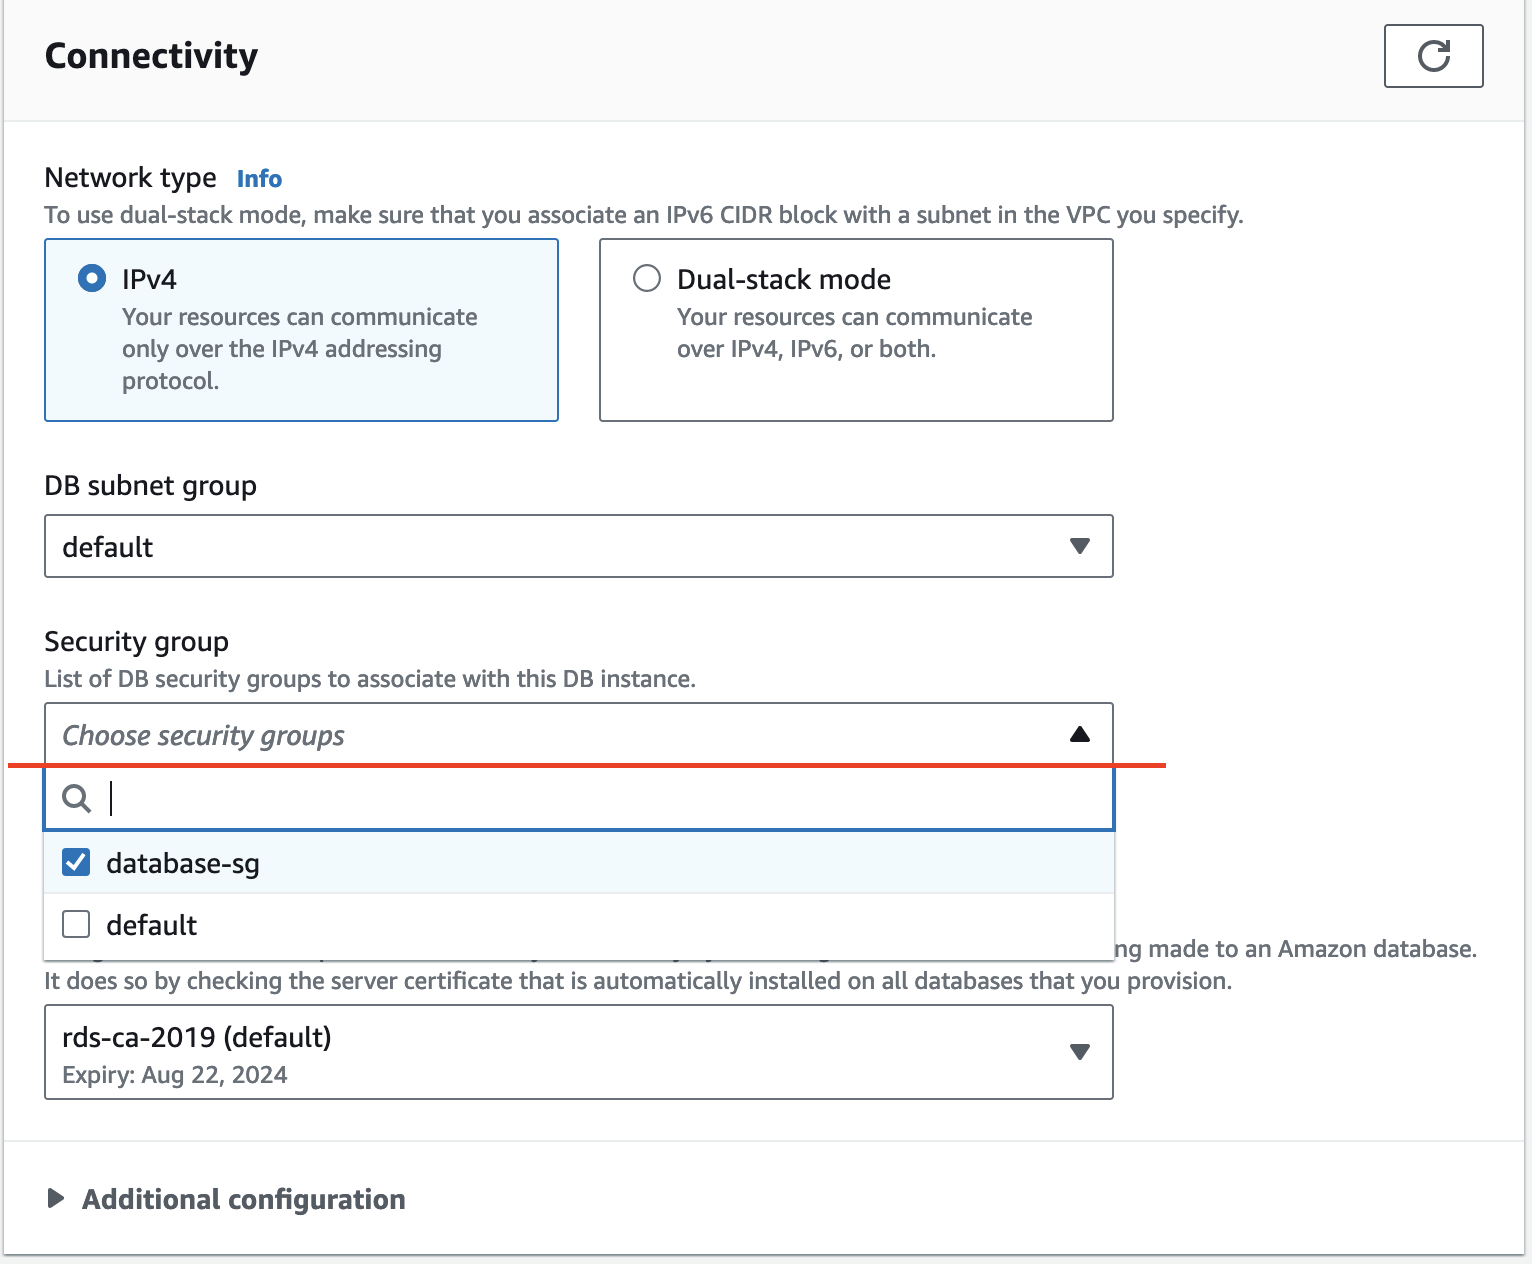 Connectivity
Network type Info
To use dual-stack mode, make sure that you associate an IPv6 CIDR block with a subnet in the VPC you specify.
IPv4
Your resources can communicate
only over the IPv4 addressing
protocol.
Dual-stack mode
Your resources can communicate
over IPv4, IPv6, or both.
DB subnet group
default
Security group
List of DB security groups to associate with this DB instance.
Choose security groups
database-sg
default
ng made to an Amazon database.
It does so by checking the server certificate that is automatically installed on all databases that you provision.
rds-ca-2019 (default)
Expiry: Aug 22, 2024
Additional configuration